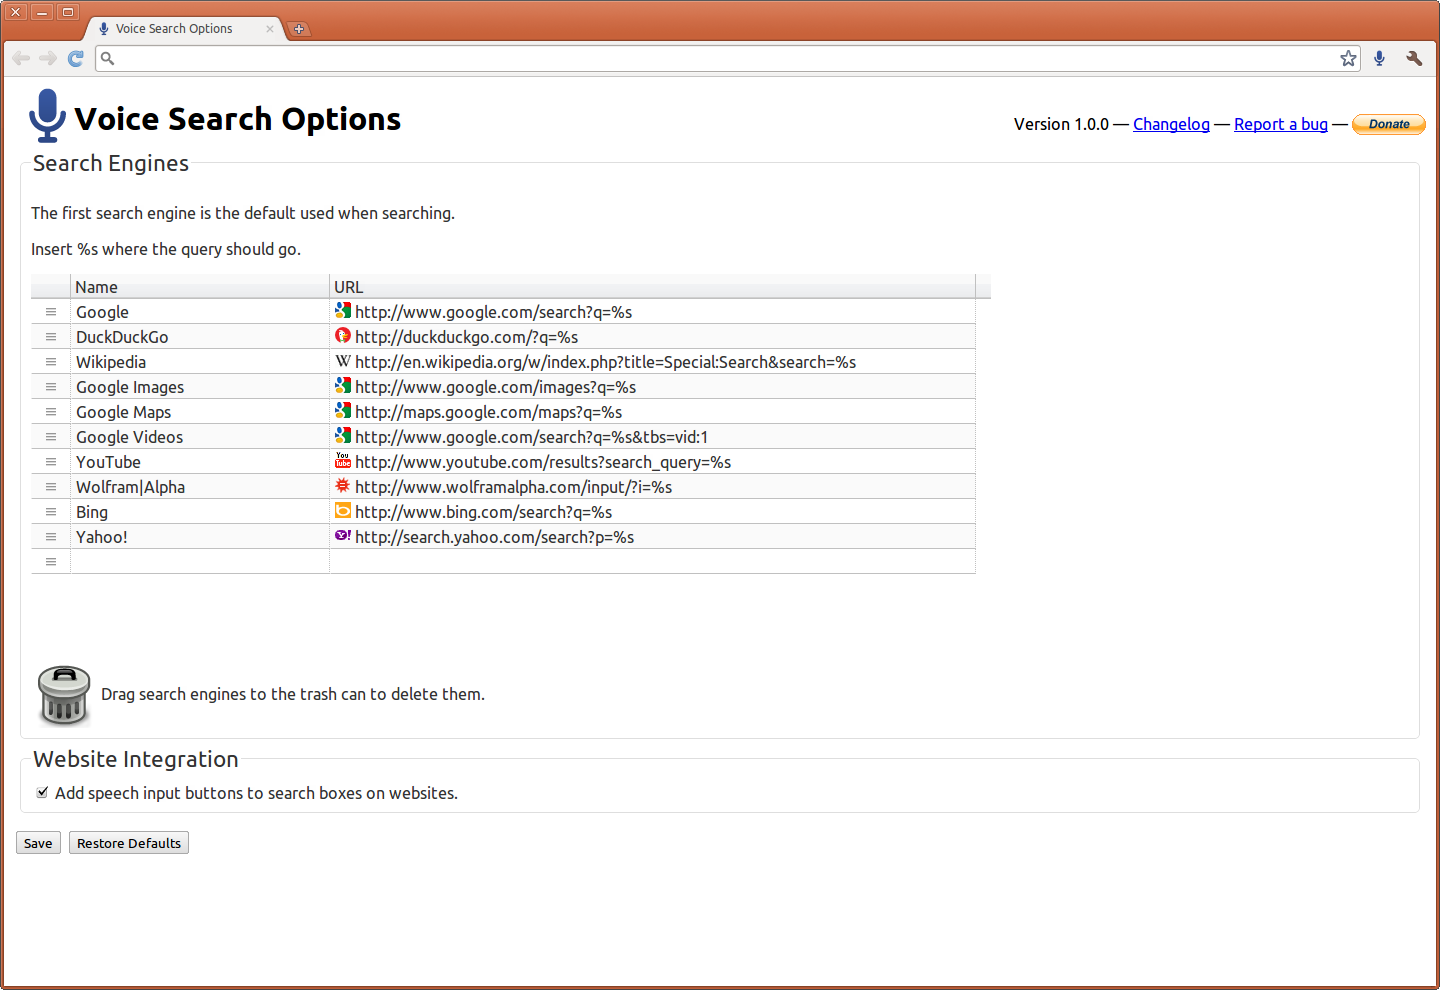 Voice Search Options
Voice Search Options
Version 1.0.0 — Changelog — Report a bug — Donate
Search Engines
The first search engine is the default used when searching.
Insert %s where the query should go.
Name URL
Google http://www.google.com/search?q=%s
DuckDuckGo http://duckduckgo.com/?q=%s
Wikipedia W http://en.wikipedia.org/w/index.php?title=Special:Search&search=%s
Google Images http://www.google.com/images?q=%s
Google Maps http://maps.google.com/maps?q=%s
Google Videos http://www.google.com/search?q=%s&tbs=vid:1
YouTube You Tube http://www.youtube.com/results?search_query=%s
Wolfram|Alpha http://www.wolframalpha.com/input/?i=%s
Bing b http://www.bing.com/search?q=%s
Yahoo! Y! http://search.yahoo.com/search?p=%s
Drag search engines to the trash can to delete them.
Website Integration
Add speech input buttons to search boxes on websites.
Save Restore Defaults